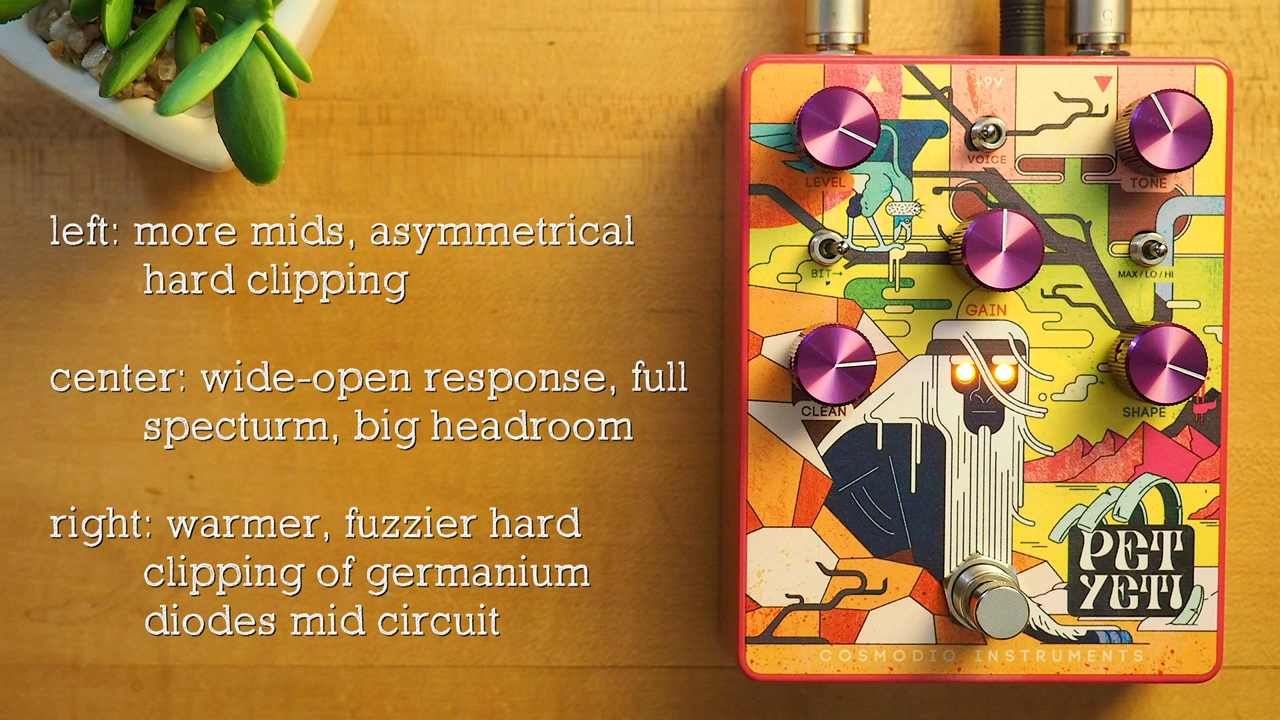 left: more mids, asymmetrical
hard clipping
center: wide-open response, full
specturm, big headroom
right: warmer, fuzzier hard
clipping of germanium
diodes mid circuit
+9V
VOICE
LEVEL
TONE
BIT→
MAX / LO / HI
GAIN
CLEAN
SHAPE
PET
YETI
COSMODIO INSTRUMENTS